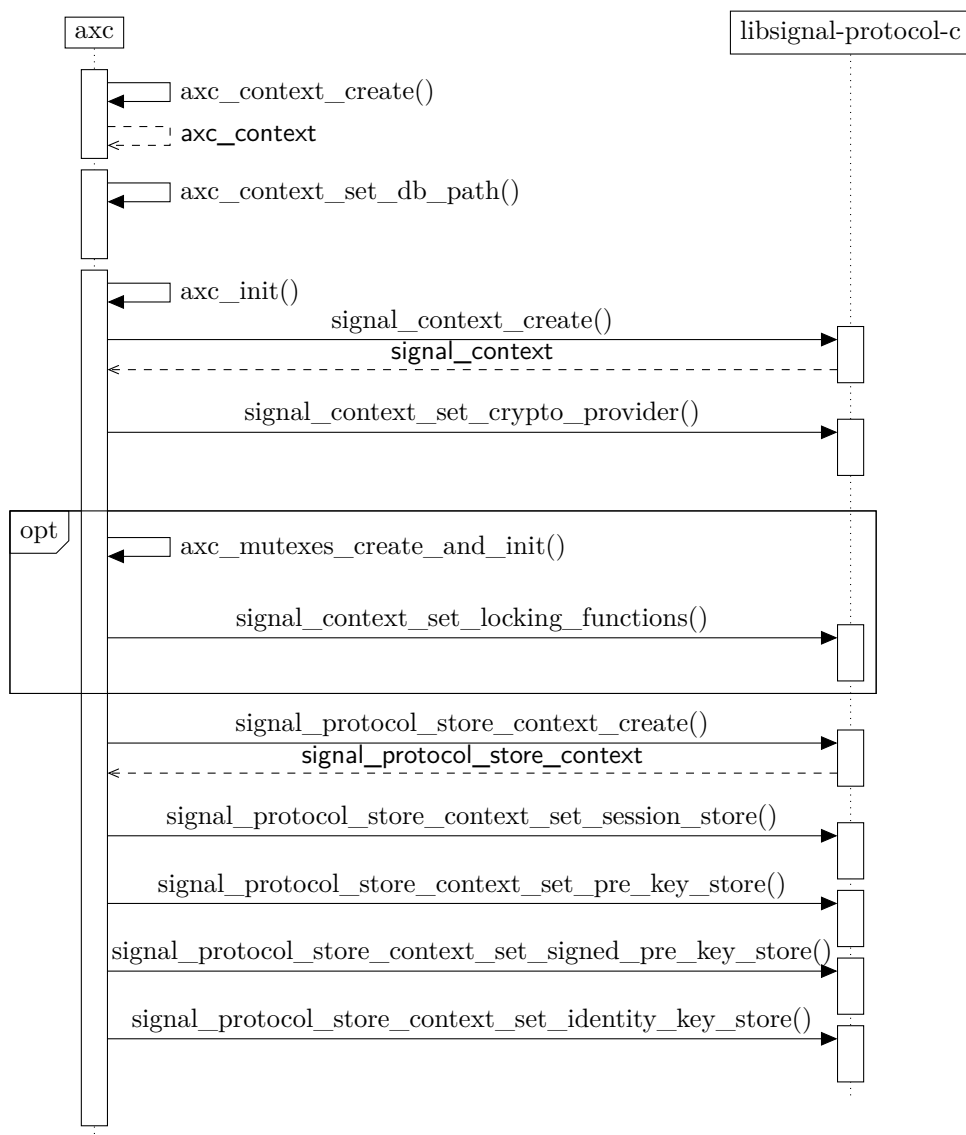 axc
libsignal-protocol-c
axc_context_create()
axc_context
axc_context_set_db_path()
axc_init()
signal_context_create()
signal_context
signal_context_set_crypto_provider()
opt
axc_mutexes_create_and_init()
signal_context_set_locking_functions()
signal_protocol_store_context_create()
signal_protocol_store_context
signal_protocol_store_context_set_session_store()
signal_protocol_store_context_set_pre_key_store()
signal_protocol_store_context_set_signed_pre_key_store()
signal_protocol_store_context_set_identity_key_store()